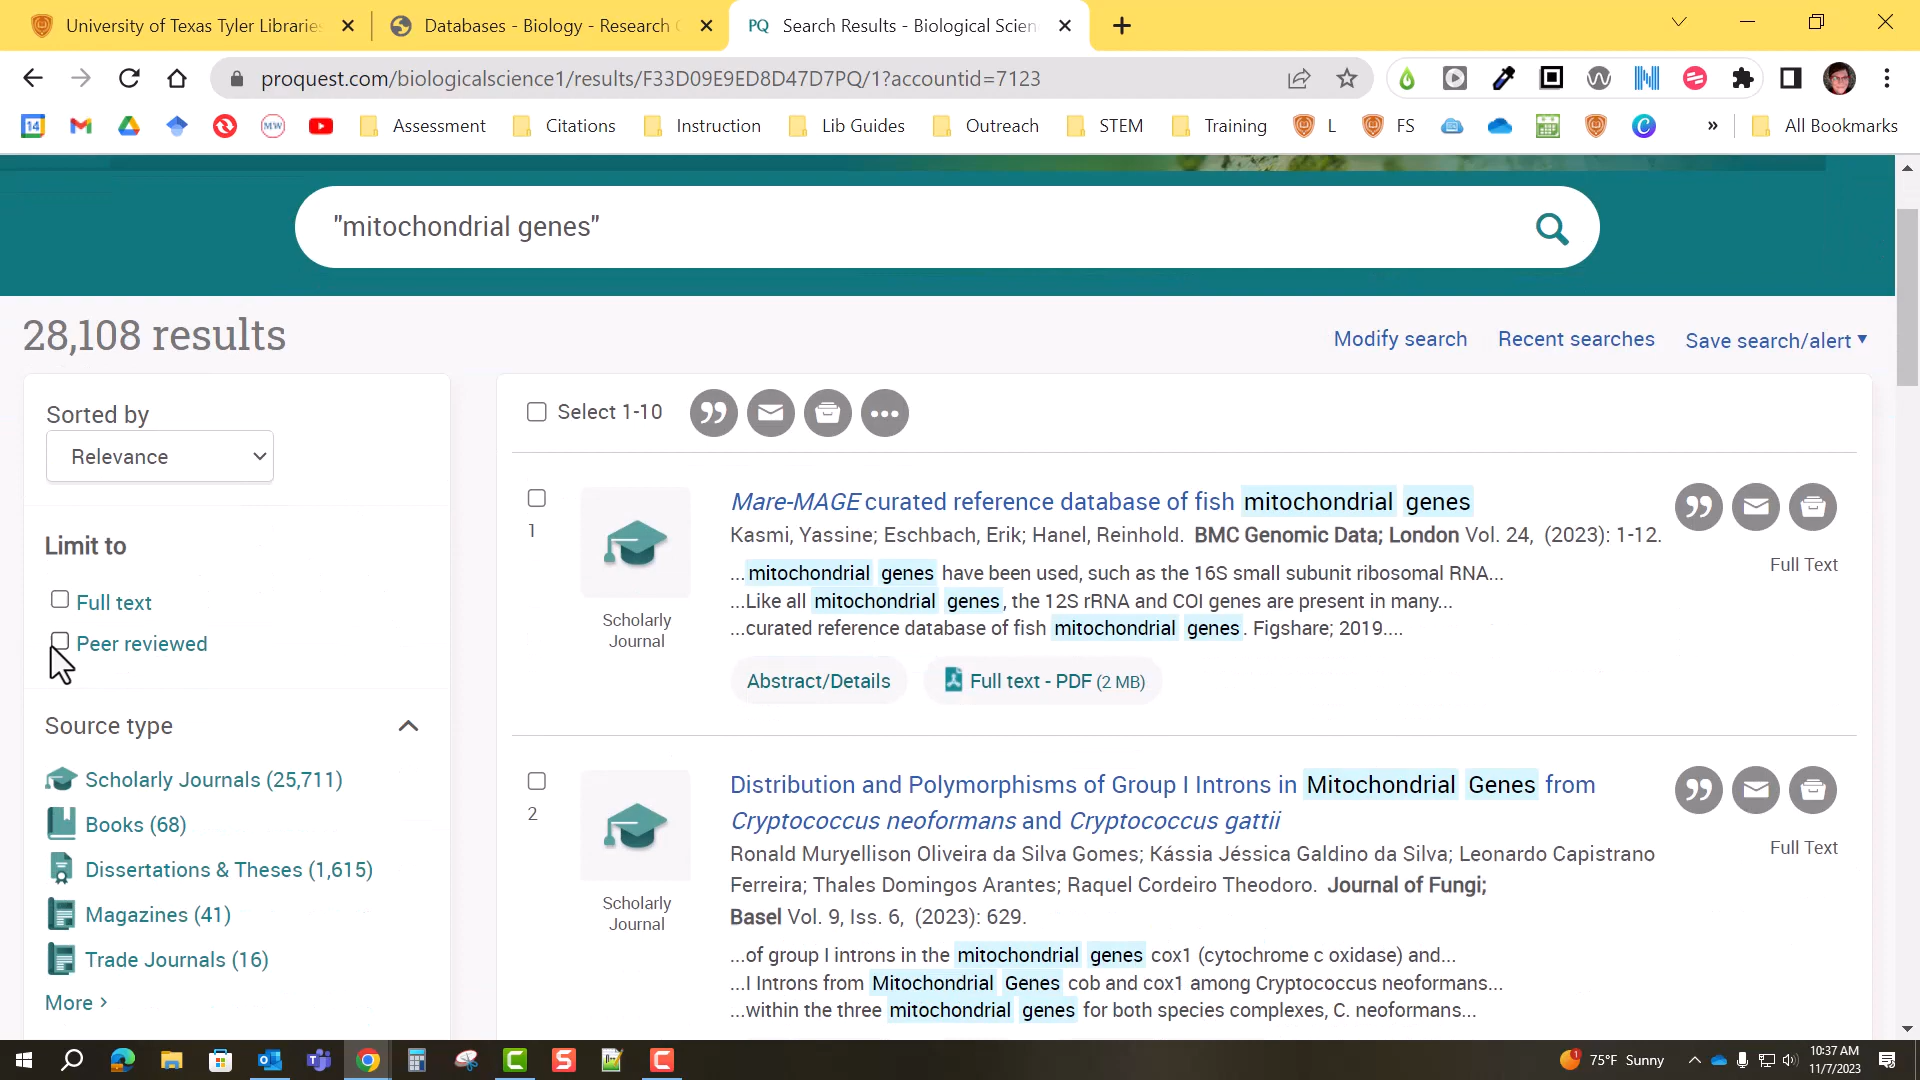 University of Texas Tyler Libraries
Databases - Biology - Research
PQ Search Results - Biological Scien
proquest.com/biologicalscience1/results/F33D09E9ED8D47D7PQ/1?accountid=7123
14
MW
Assessment
Citations
Instruction
Lib Guides
Outreach
STEM
Training
L
FS
»
All Bookmarks
"mitochondrial genes"
28,108 results
Modify search
Recent searches
Save search/alert
Sorted by
Relevance
Limit to
Full text
Peer reviewed
Source type
Scholarly Journals (25,711)
Books (68)
Dissertations & Theses (1,615)
Magazines (41)
Trade Journals (16)
More >
Select 1-10
1
Scholarly
Journal
Mare-MAGE curated reference database of fish mitochondrial genes
Kasmi, Yassine; Eschbach, Erik; Hanel, Reinhold. BMC Genomic Data; London Vol. 24, (2023): 1-12.
...mitochondrial genes have been used, such as the 16S small subunit ribosomal RNA...
...Like all mitochondrial genes, the 12S rRNA and COI genes are present in many...
...curated reference database of fish mitochondrial genes. Figshare; 2019....
Full Text
Abstract/Details
Full text - PDF (2 MB)
2
Scholarly
Journal
Distribution and Polymorphisms of Group I Introns in Mitochondrial Genes from
Cryptococcus neoformans and Cryptococcus gattii
Ronald Muryellison Oliveira da Silva Gomes; Kássia Jéssica Galdino da Silva; Leonardo Capistrano
Ferreira; Thales Domingos Arantes; Raquel Cordeiro Theodoro. Journal of Fungi;
Basel Vol. 9, Iss. 6, (2023): 629.
...of group I introns in the mitochondrial genes cox1 (cytochrome c oxidase) and...
...I Introns from Mitochondrial Genes cob and cox1 among Cryptococcus neoformans...
...within the three mitochondrial genes for both species complexes, C. neoformans...
Full Text
1
75°F Sunny
10:37 AM
11/7/2023